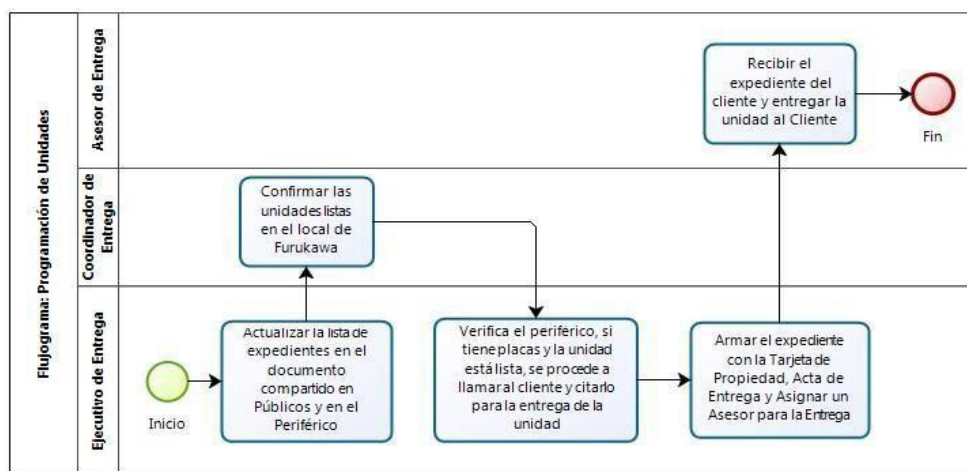 Flujograma: Programación de Unidades
Asesor de Entrega
Recibir el
expediente del
cliente y entregar la
unidad al Cliente
Fin
Coordinador de
Entrega
Confirmar las
unidades listas
en el local de
Furukawa
Ejecutivo de Entrega
Inicio
Actualizar la lista de
expedientes en el
documento
compartido en
Públicos y en el
Periférico
Verifica el periférico, si
tiene placas y la unidad
está lista, se procede a
llamar al cliente y citarlo
para la entrega de la
unidad
Armar el expediente
con la Tarjeta de
Propiedad, Acta de
Entrega y Asignar un
Asesor para la Entrega